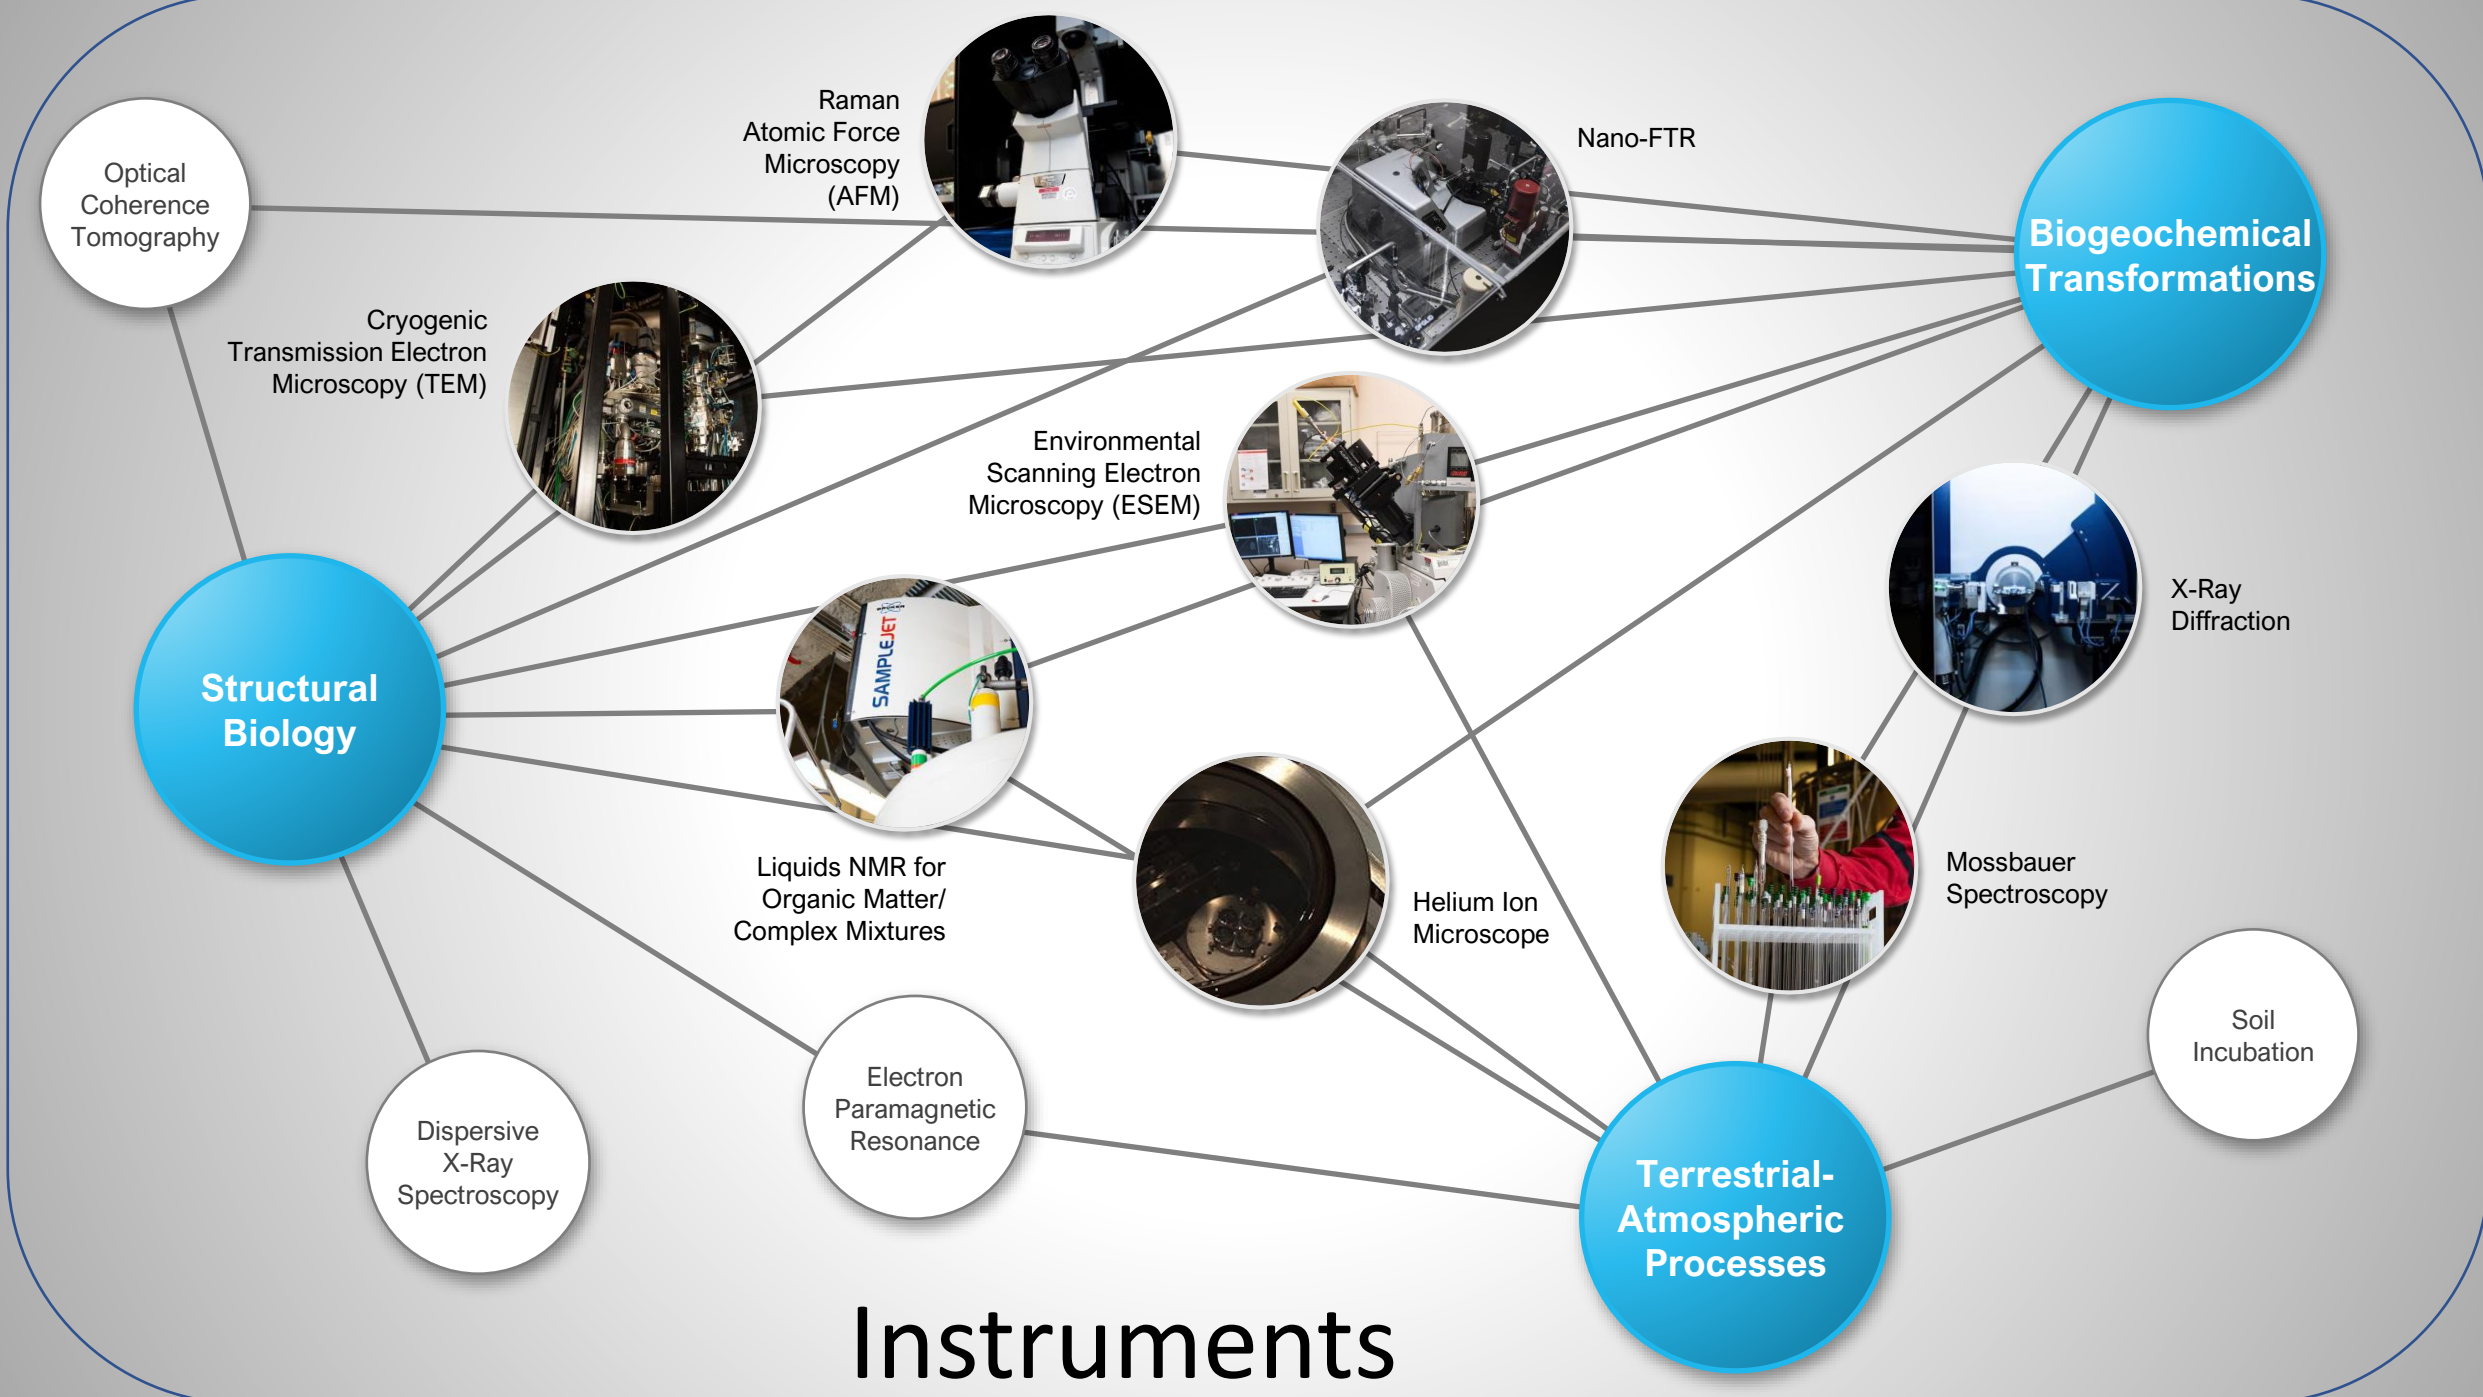 Raman
Atomic Force
Microscopy
(AFM)
Nano-FTR
Optical
Coherence
Tomography
Biogeochemical
Transformations
Cryogenic
Transmission Electron
Microscopy (TEM)
Environmental
Scanning Electron
Microscopy (ESEM)
X-Ray
Diffraction
BRUKER
SAMPLEJET
Structural
Biology
Liquids NMR for
Organic Matter/
Complex Mixtures
Helium Ion
Microscope
Mossbauer
Spectroscopy
Soil
Incubation
Electron
Paramagnetic
Resonance
Dispersive
X-Ray
Spectroscopy
Terrestrial-
Atmospheric
Processes
Instruments